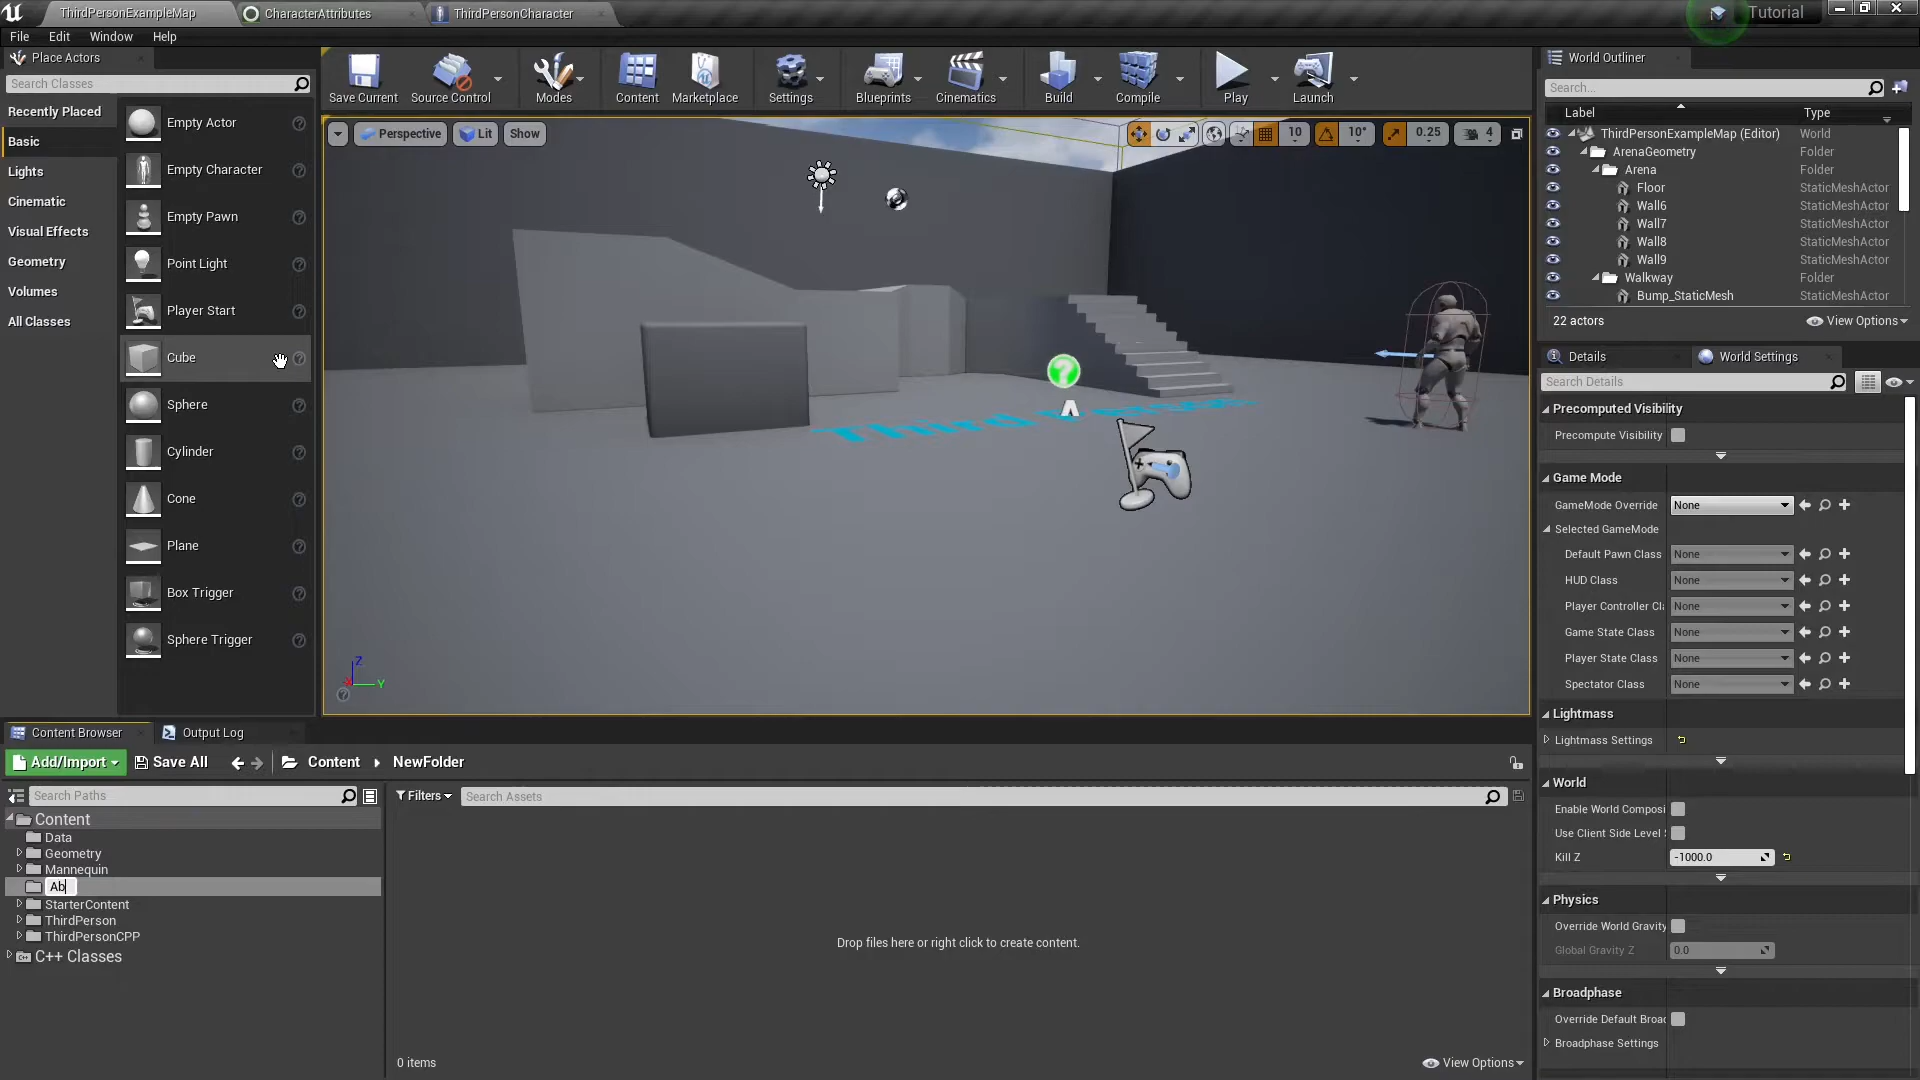 ThirdPersonExampleMap
CharacterAttributes
ThirdPersonCharacter
Tutorial
File Edit Window Help
Place Actors
Search Classes
Recently Placed
Basic
Lights
Cinematic
Visual Effects
Geometry
Volumes
All Classes
Empty Actor
Empty Character
Empty Pawn
Point Light
Player Start
Cube
Sphere
Cylinder
Cone
Plane
Box Trigger
Sphere Trigger
Save Current
Source Control
Modes
Content
Marketplace
Settings
Blueprints
Cinematics
Build
Compile
Play
Launch
Perspective
Lit
Show
10
10°
0.25
4
Z
X
Y
World Outliner
Search...
Label Type
ThirdPersonExampleMap (Editor) World
ArenaGeometry Folder
Arena Folder
Floor StaticMeshActor
Wall6 StaticMeshActor
Wall7 StaticMeshActor
Wall8 StaticMeshActor
Wall9 StaticMeshActor
Walkway Folder
Bump_StaticMesh StaticMeshActor
22 actors
View Options
Details
World Settings
Search Details
Precomputed Visibility
Precompute Visibility
Game Mode
GameMode Override None
Selected GameMode
Default Pawn Class None
HUD Class None
Player Controller Cl None
Game State Class None
Player State Class None
Spectator Class None
Lightmass
Lightmass Settings
World
Enable World Composi
Use Client Side Level
Kill Z -1000.0
Physics
Override World Gravity
Global Gravity Z 0.0
Broadphase
Override Default Broad
Broadphase Settings
Content Browser
Output Log
Add/Import
Save All
Content
NewFolder
Search Paths
Filters
Search Assets
Content
Data
Geometry
Mannequin
Ab
StarterContent
ThirdPerson
ThirdPersonCPP
C++ Classes
Drop files here or right click to create content.
0 items
View Options